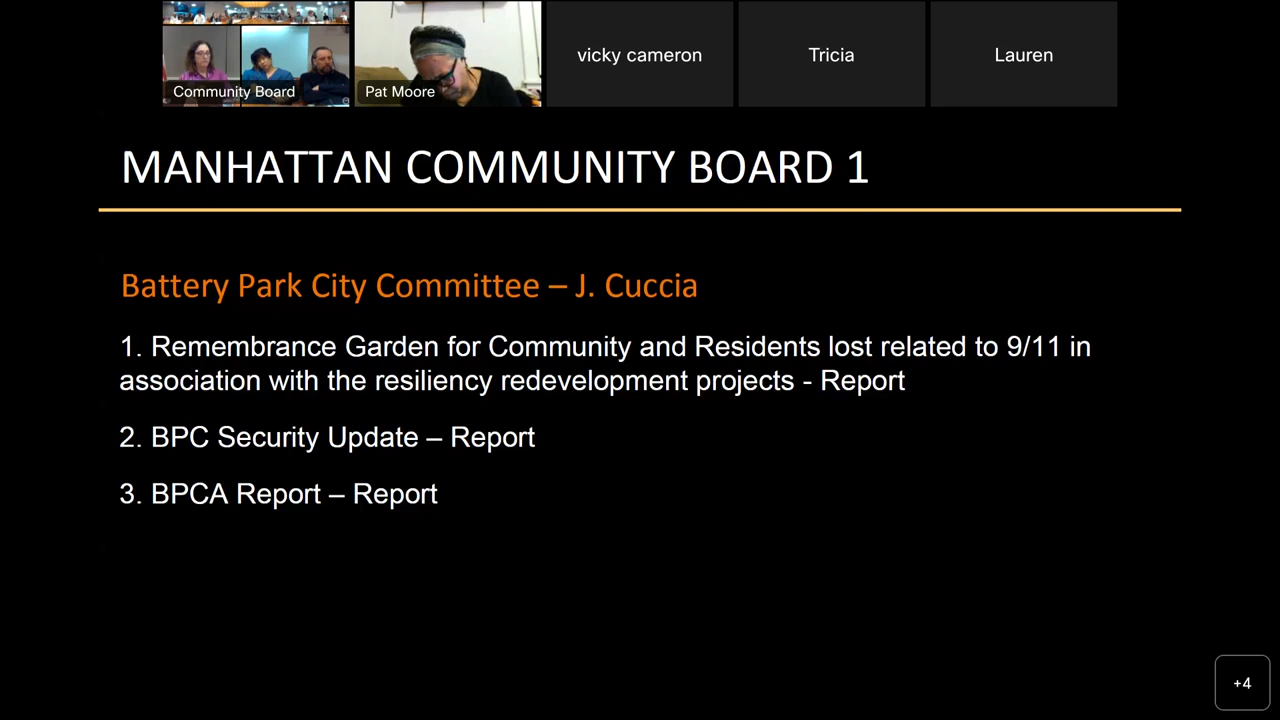 Community Board
Pat Moore
vicky cameron
Tricia
Lauren
MANHATTAN COMMUNITY BOARD 1
Battery Park City Committee – J. Cuccia
1. Remembrance Garden for Community and Residents lost related to 9/11 in
association with the resiliency redevelopment projects - Report
2. BPC Security Update – Report
3. BPCA Report – Report
+4